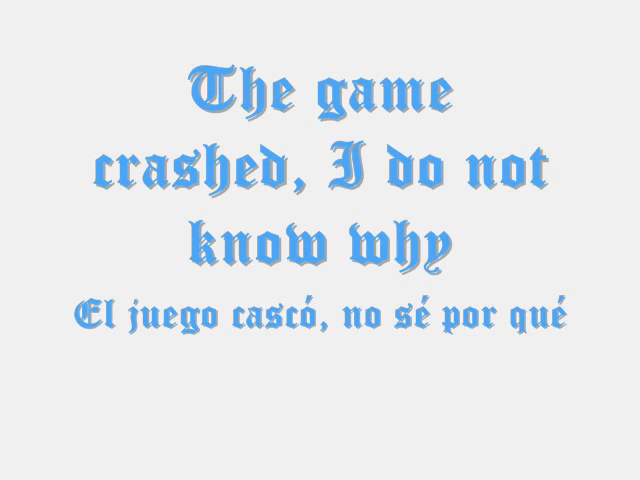 The game
crashed, I do not
know why
El juego cascó, no sé por qué